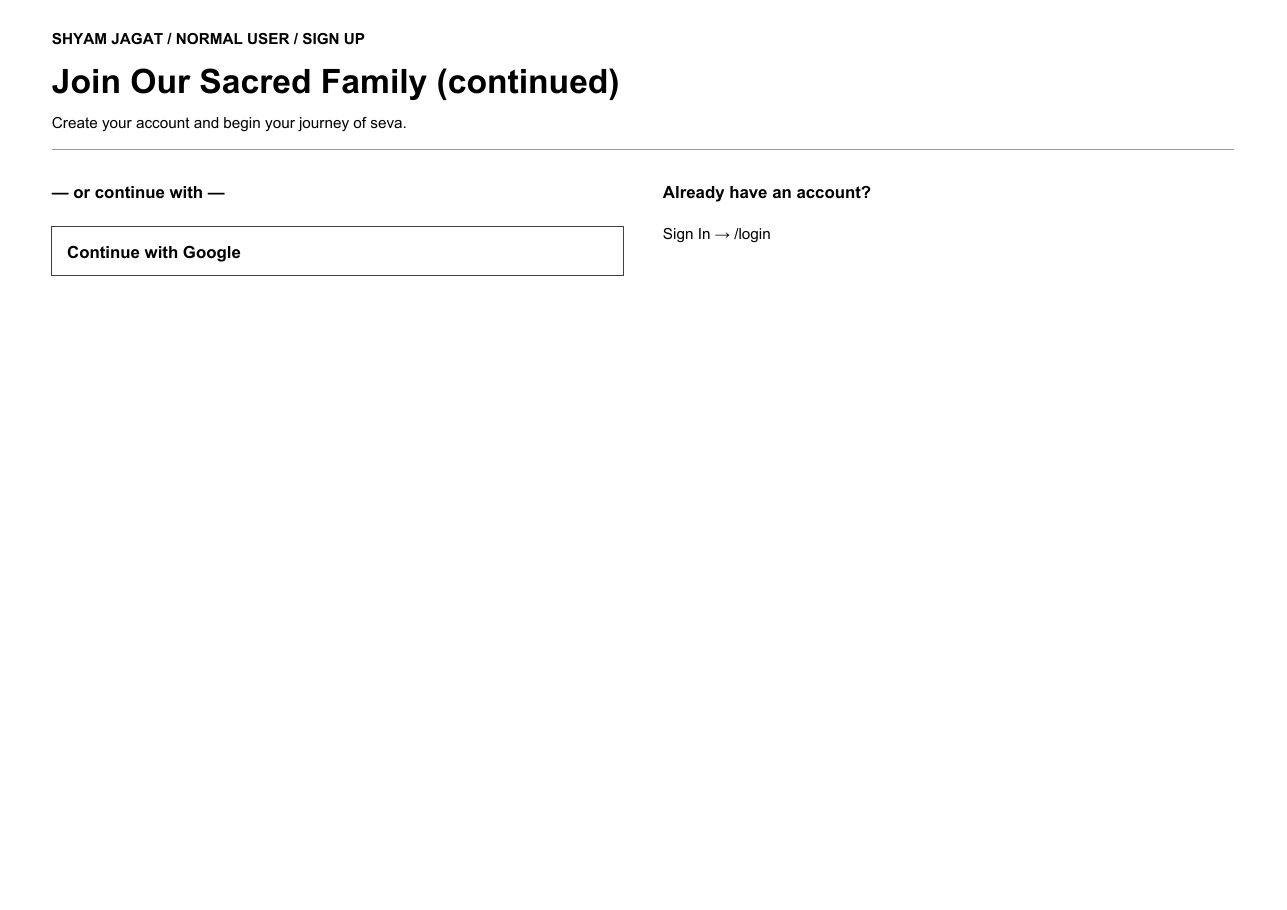 SHYAM JAGAT / NORMAL USER / SIGN UP
Join Our Sacred Family (continued)
Create your account and begin your journey of seva.
— or continue with —
Continue with Google
Already have an account?
Sign In → /login